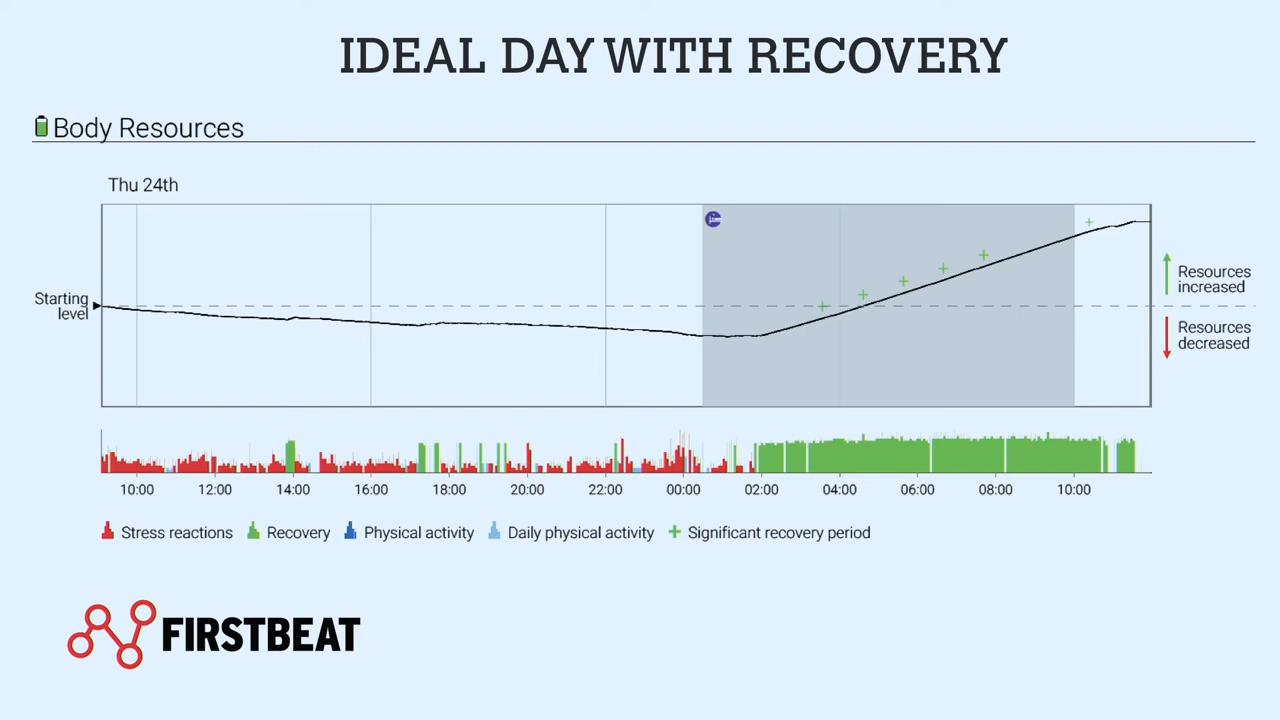 IDEAL DAY WITH RECOVERY
Body Resources
Thu 24th
Starting
level
Resources
increased
Resources
decreased
10:00 12:00 14:00 16:00 18:00 20:00 22:00 00:00 02:00 04:00 06:00 08:00 10:00
Stress reactions Recovery Physical activity Daily physical activity Significant recovery period
FIRSTBEAT